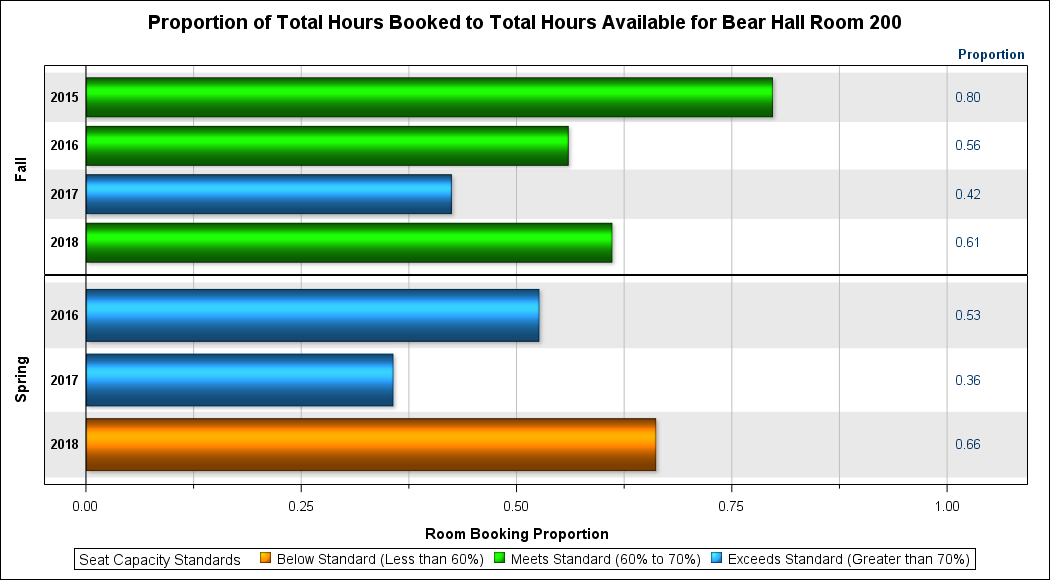 Proportion of Total Hours Booked to Total Hours Available for Bear Hall Room 200
Proportion
Fall
2015 0.80
2016 0.56
2017 0.42
2018 0.61
Spring
2016 0.53
2017 0.36
2018 0.66
0.00 0.25 0.50 0.75 1.00
Room Booking Proportion
Seat Capacity Standards Below Standard (Less than 60%) Meets Standard (60% to 70%) Exceeds Standard (Greater than 70%)